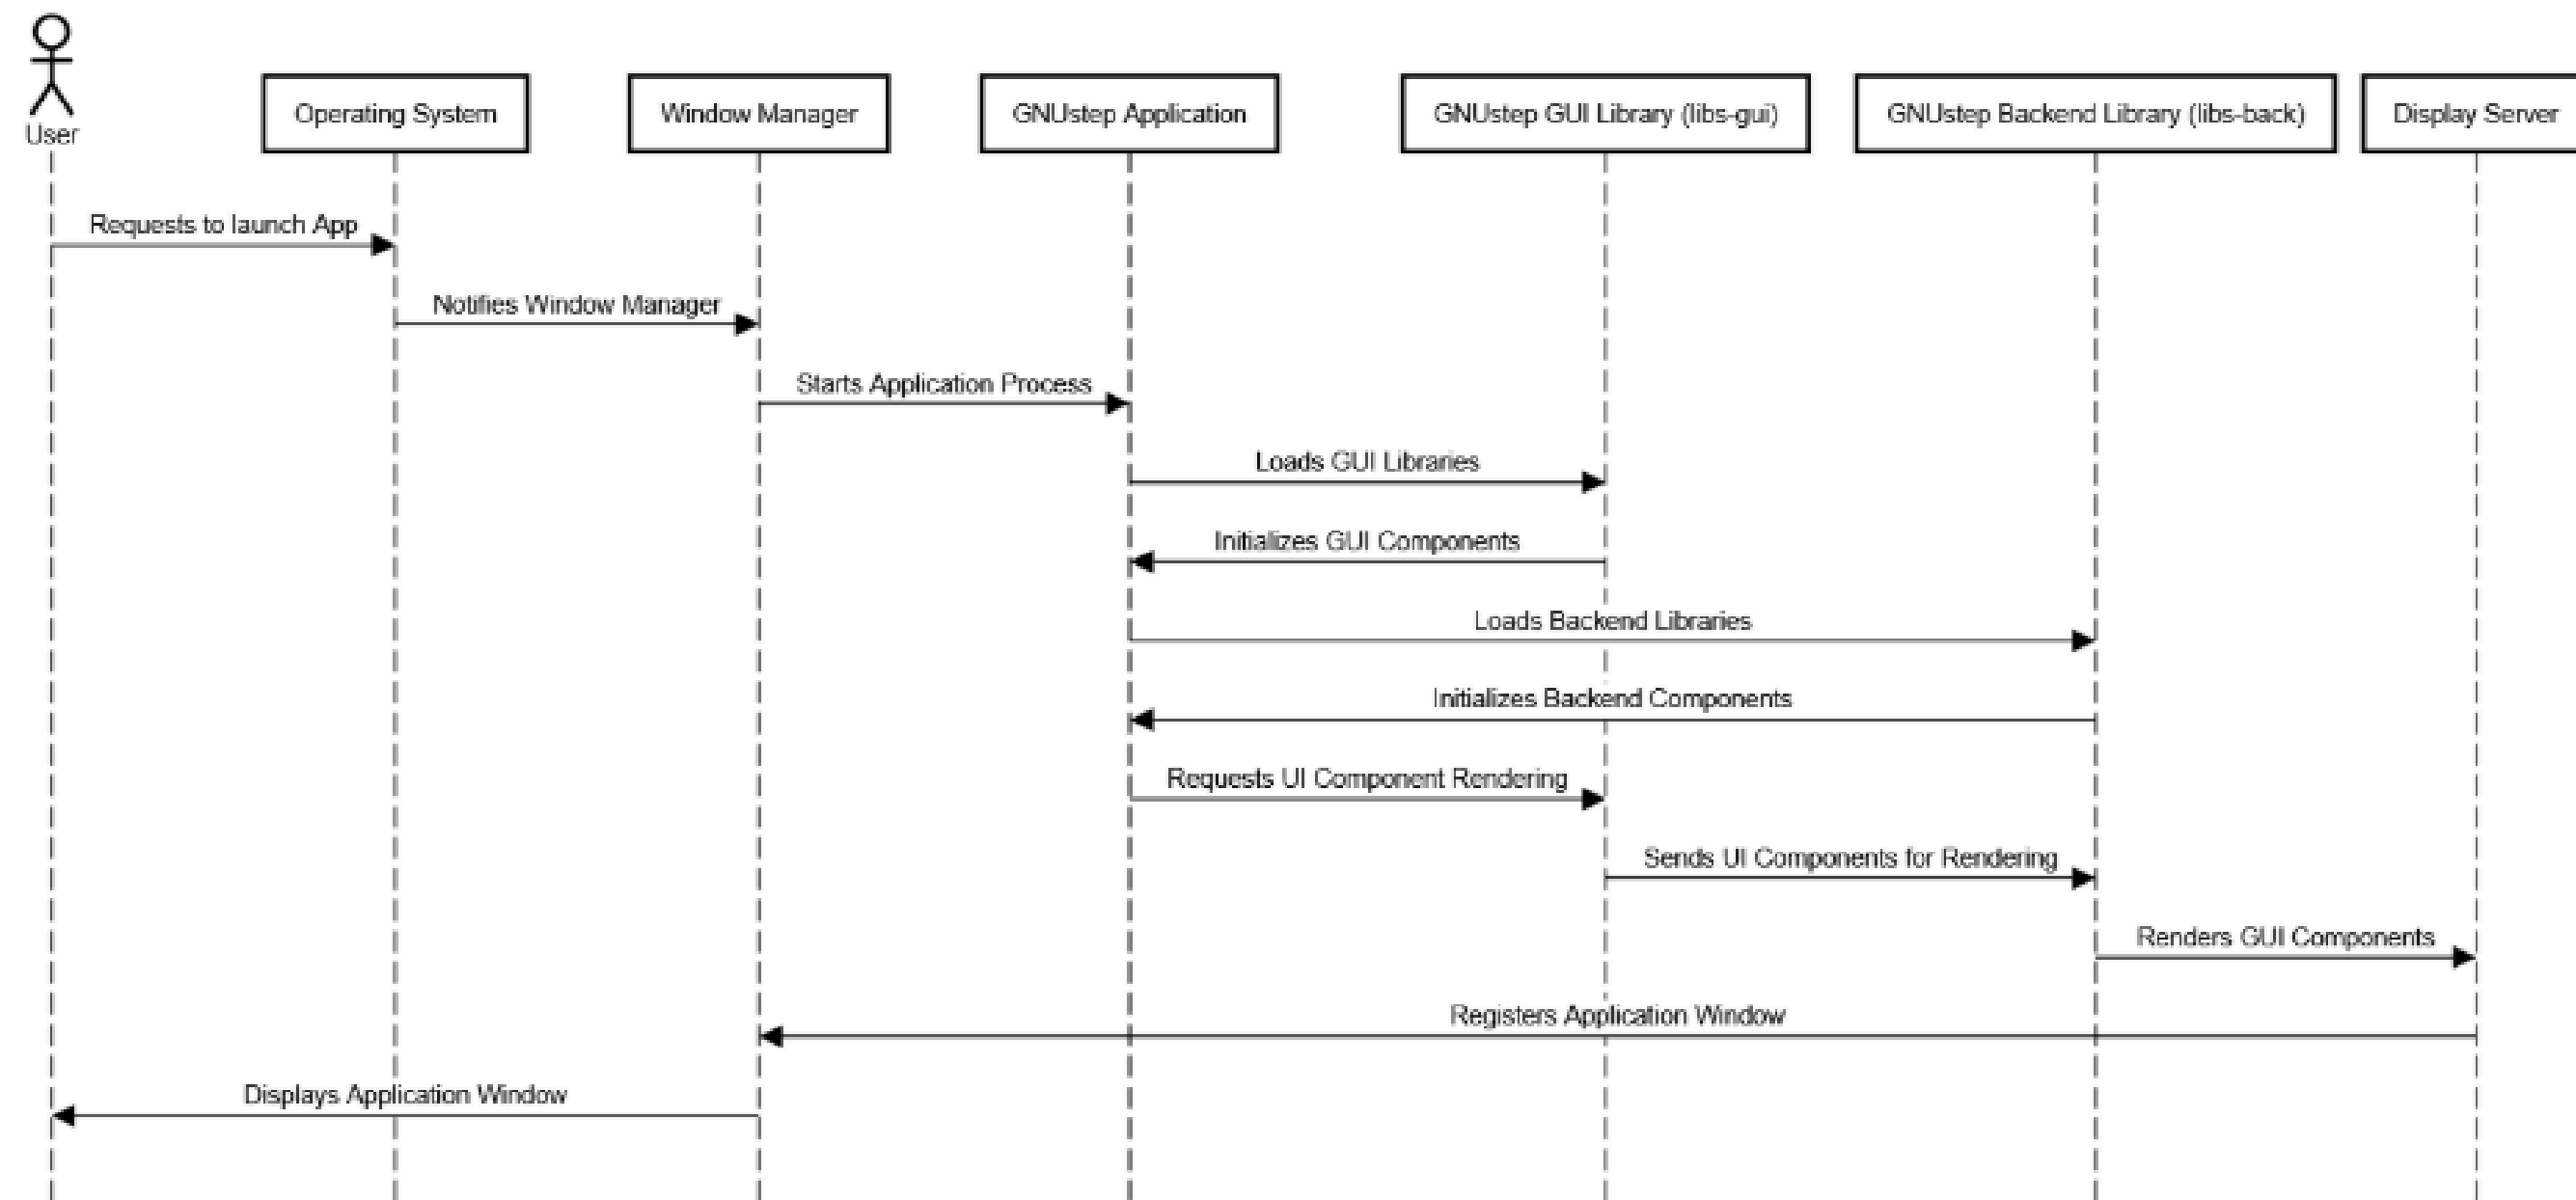 User
Operating System
Window Manager
GNUstep Application
GNUstep GUI Library (libs-gui)
GNUstep Backend Library (libs-back)
Display Server
Requests to launch App
Notifies Window Manager
Starts Application Process
Loads GUI Libraries
Initializes GUI Components
Loads Backend Libraries
Initializes Backend Components
Requests UI Component Rendering
Sends UI Components for Rendering
Renders GUI Components
Registers Application Window
Displays Application Window